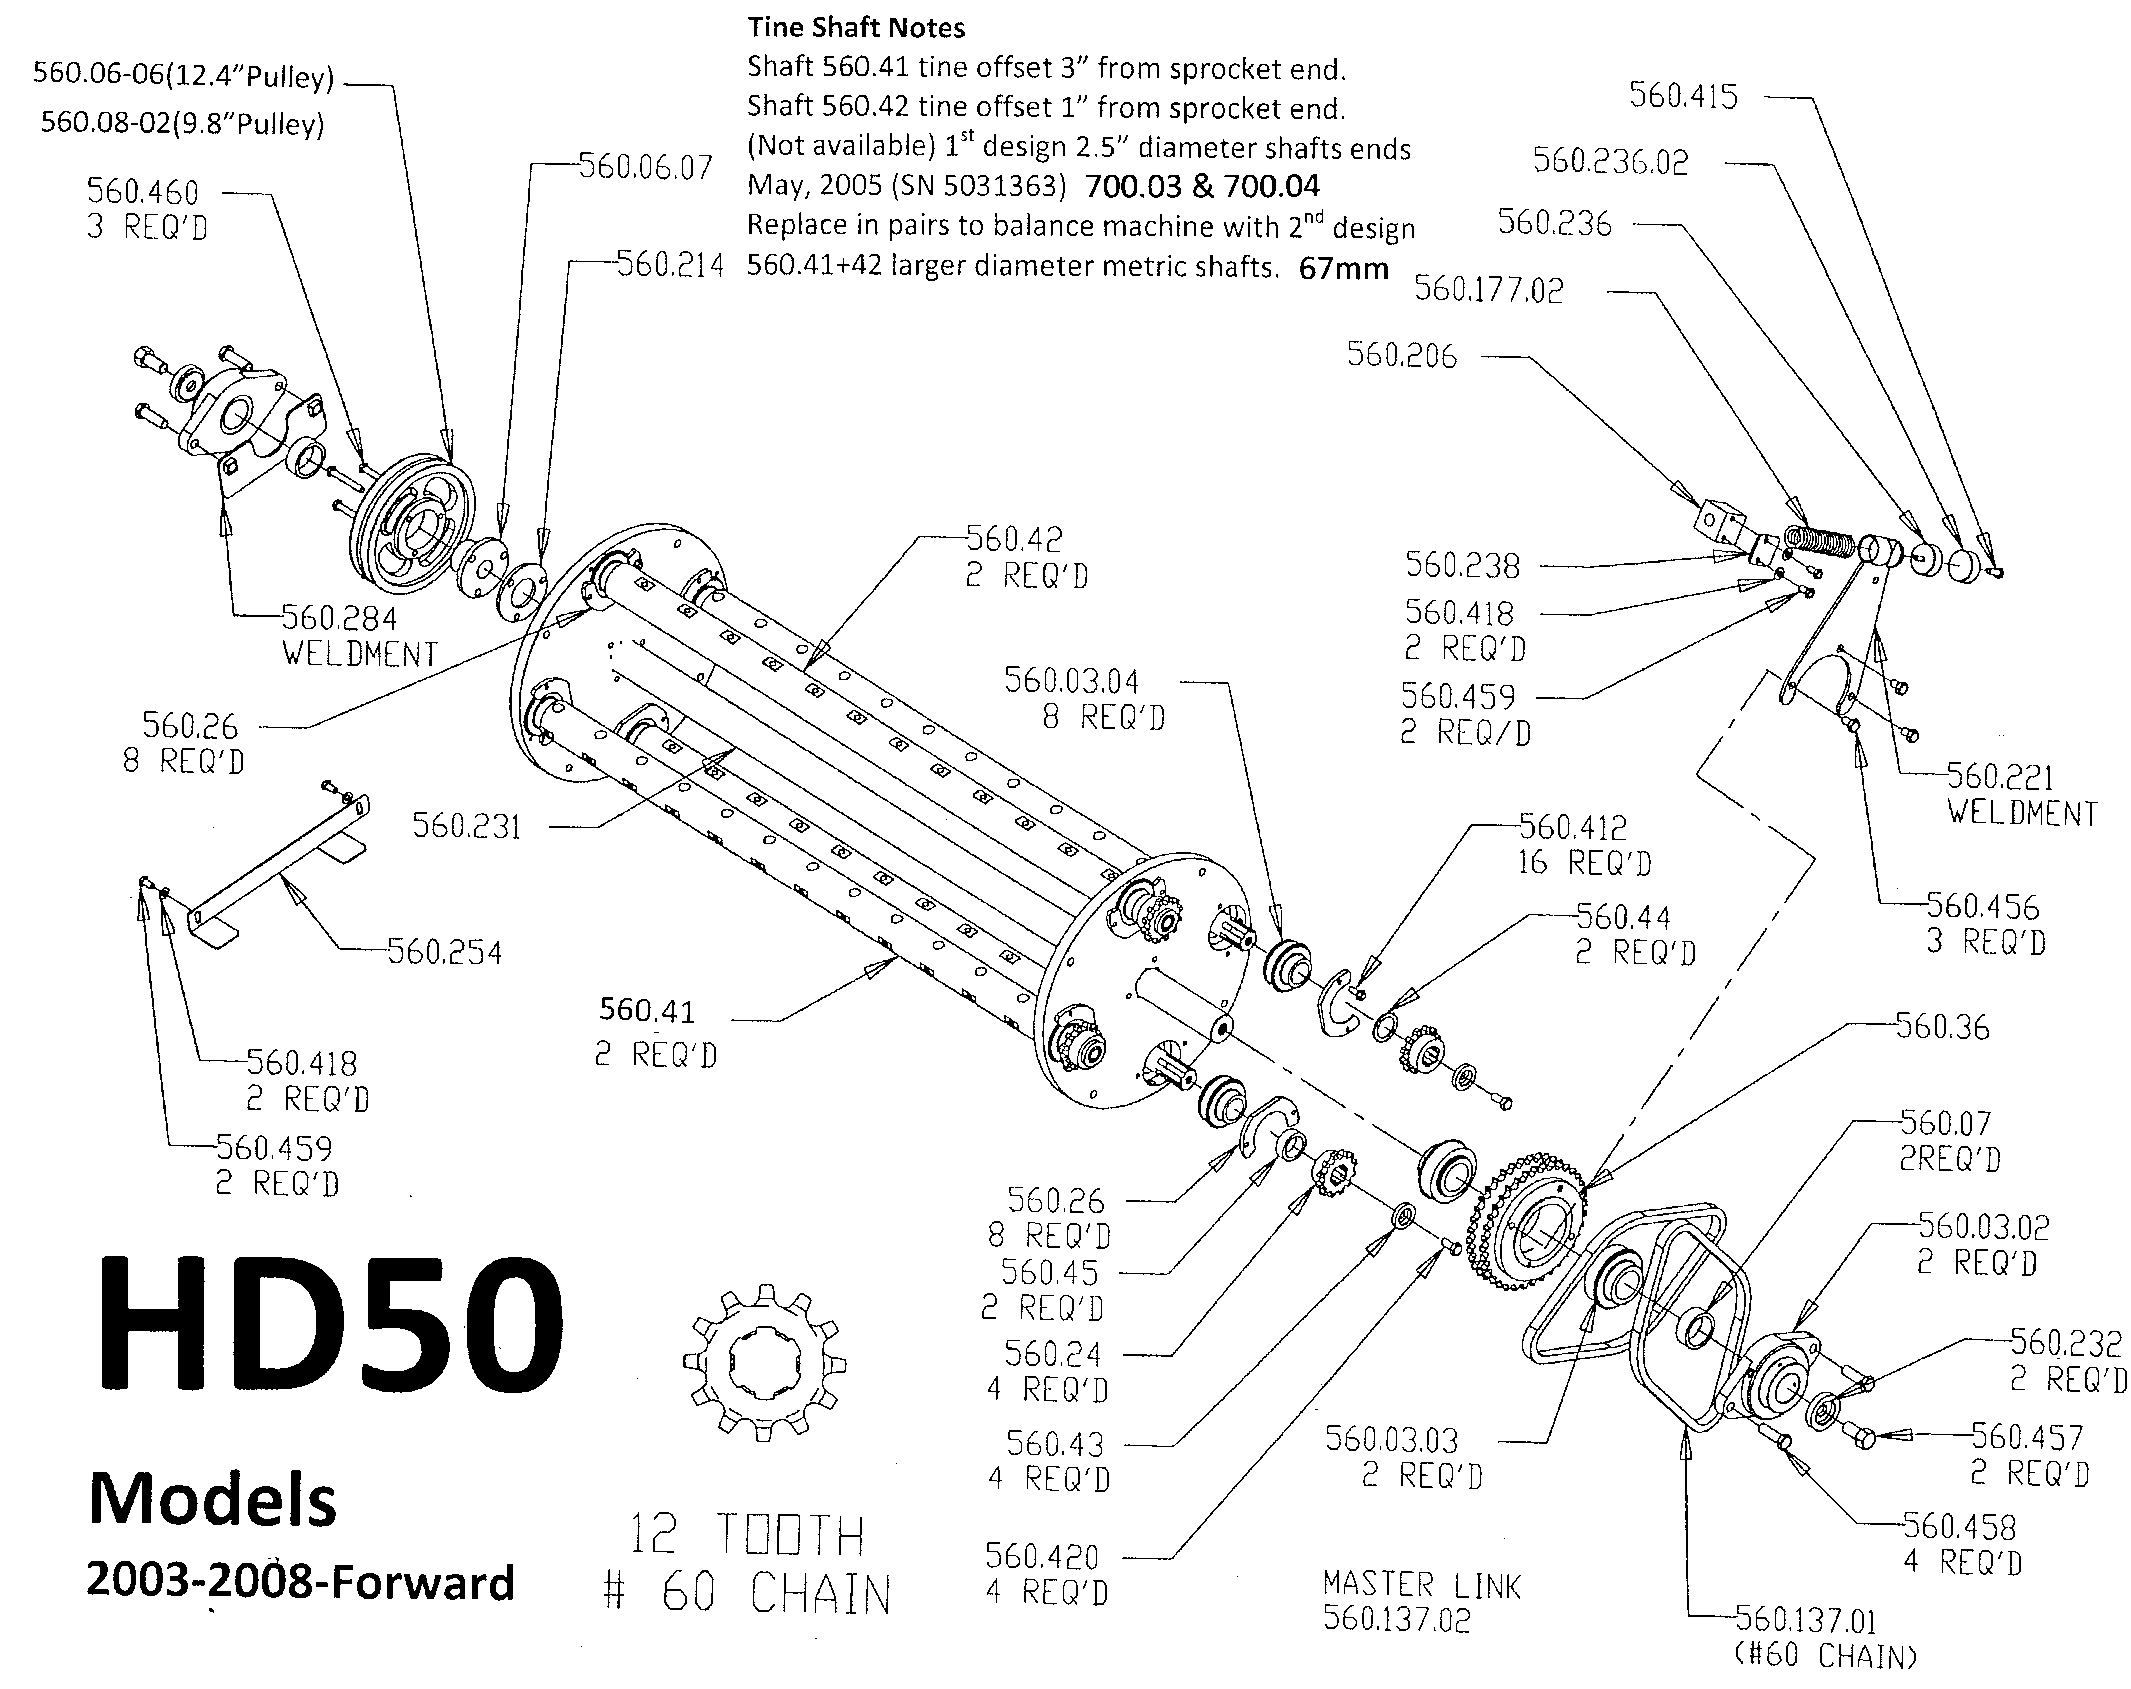 Tine Shaft Notes
Shaft 560.41 tine offset 3” from sprocket end.
Shaft 560.42 tine offset 1” from sprocket end.
(Not available) 1st design 2.5” diameter shafts ends
May, 2005 (SN 5031363) 700.03 & 700.04
Replace in pairs to balance machine with 2nd design
560.41+42 larger diameter metric shafts. 67mm
560.06-06(12.4”Pulley)
560.08-02(9.8”Pulley)
560.460
3 REQ'D
560.06.07
560.214
560.415
560.236.02
560.236
560.177.02
560.206
560.42
2 REQ'D
560.238
560.418
2 REQ'D
560.459
2 REQ/D
560.284
WELDMENT
560.03.04
8 REQ'D
560.26
8 REQ'D
560.221
WELDMENT
560.231
560.412
16 REQ'D
560.456
3 REQ'D
560.44
2 REQ'D
560.254
560.41
2 REQ'D
560.36
560.418
2 REQ'D
560.459
2 REQ'D
560.07
2REQ'D
560.26
8 REQ'D
560.45
2 REQ'D
560.24
4 REQ'D
560.43
4 REQ'D
560.420
4 REQ'D
560.03.02
2 REQ'D
560.232
2 REQ'D
560.03.03
2 REQ'D
560.457
2 REQ'D
560.458
4 REQ'D
HD50
Models
2003-2008-Forward
12 TOOTH
# 60 CHAIN
MASTER LINK
560.137.02
560.137.01
(#60 CHAIN)